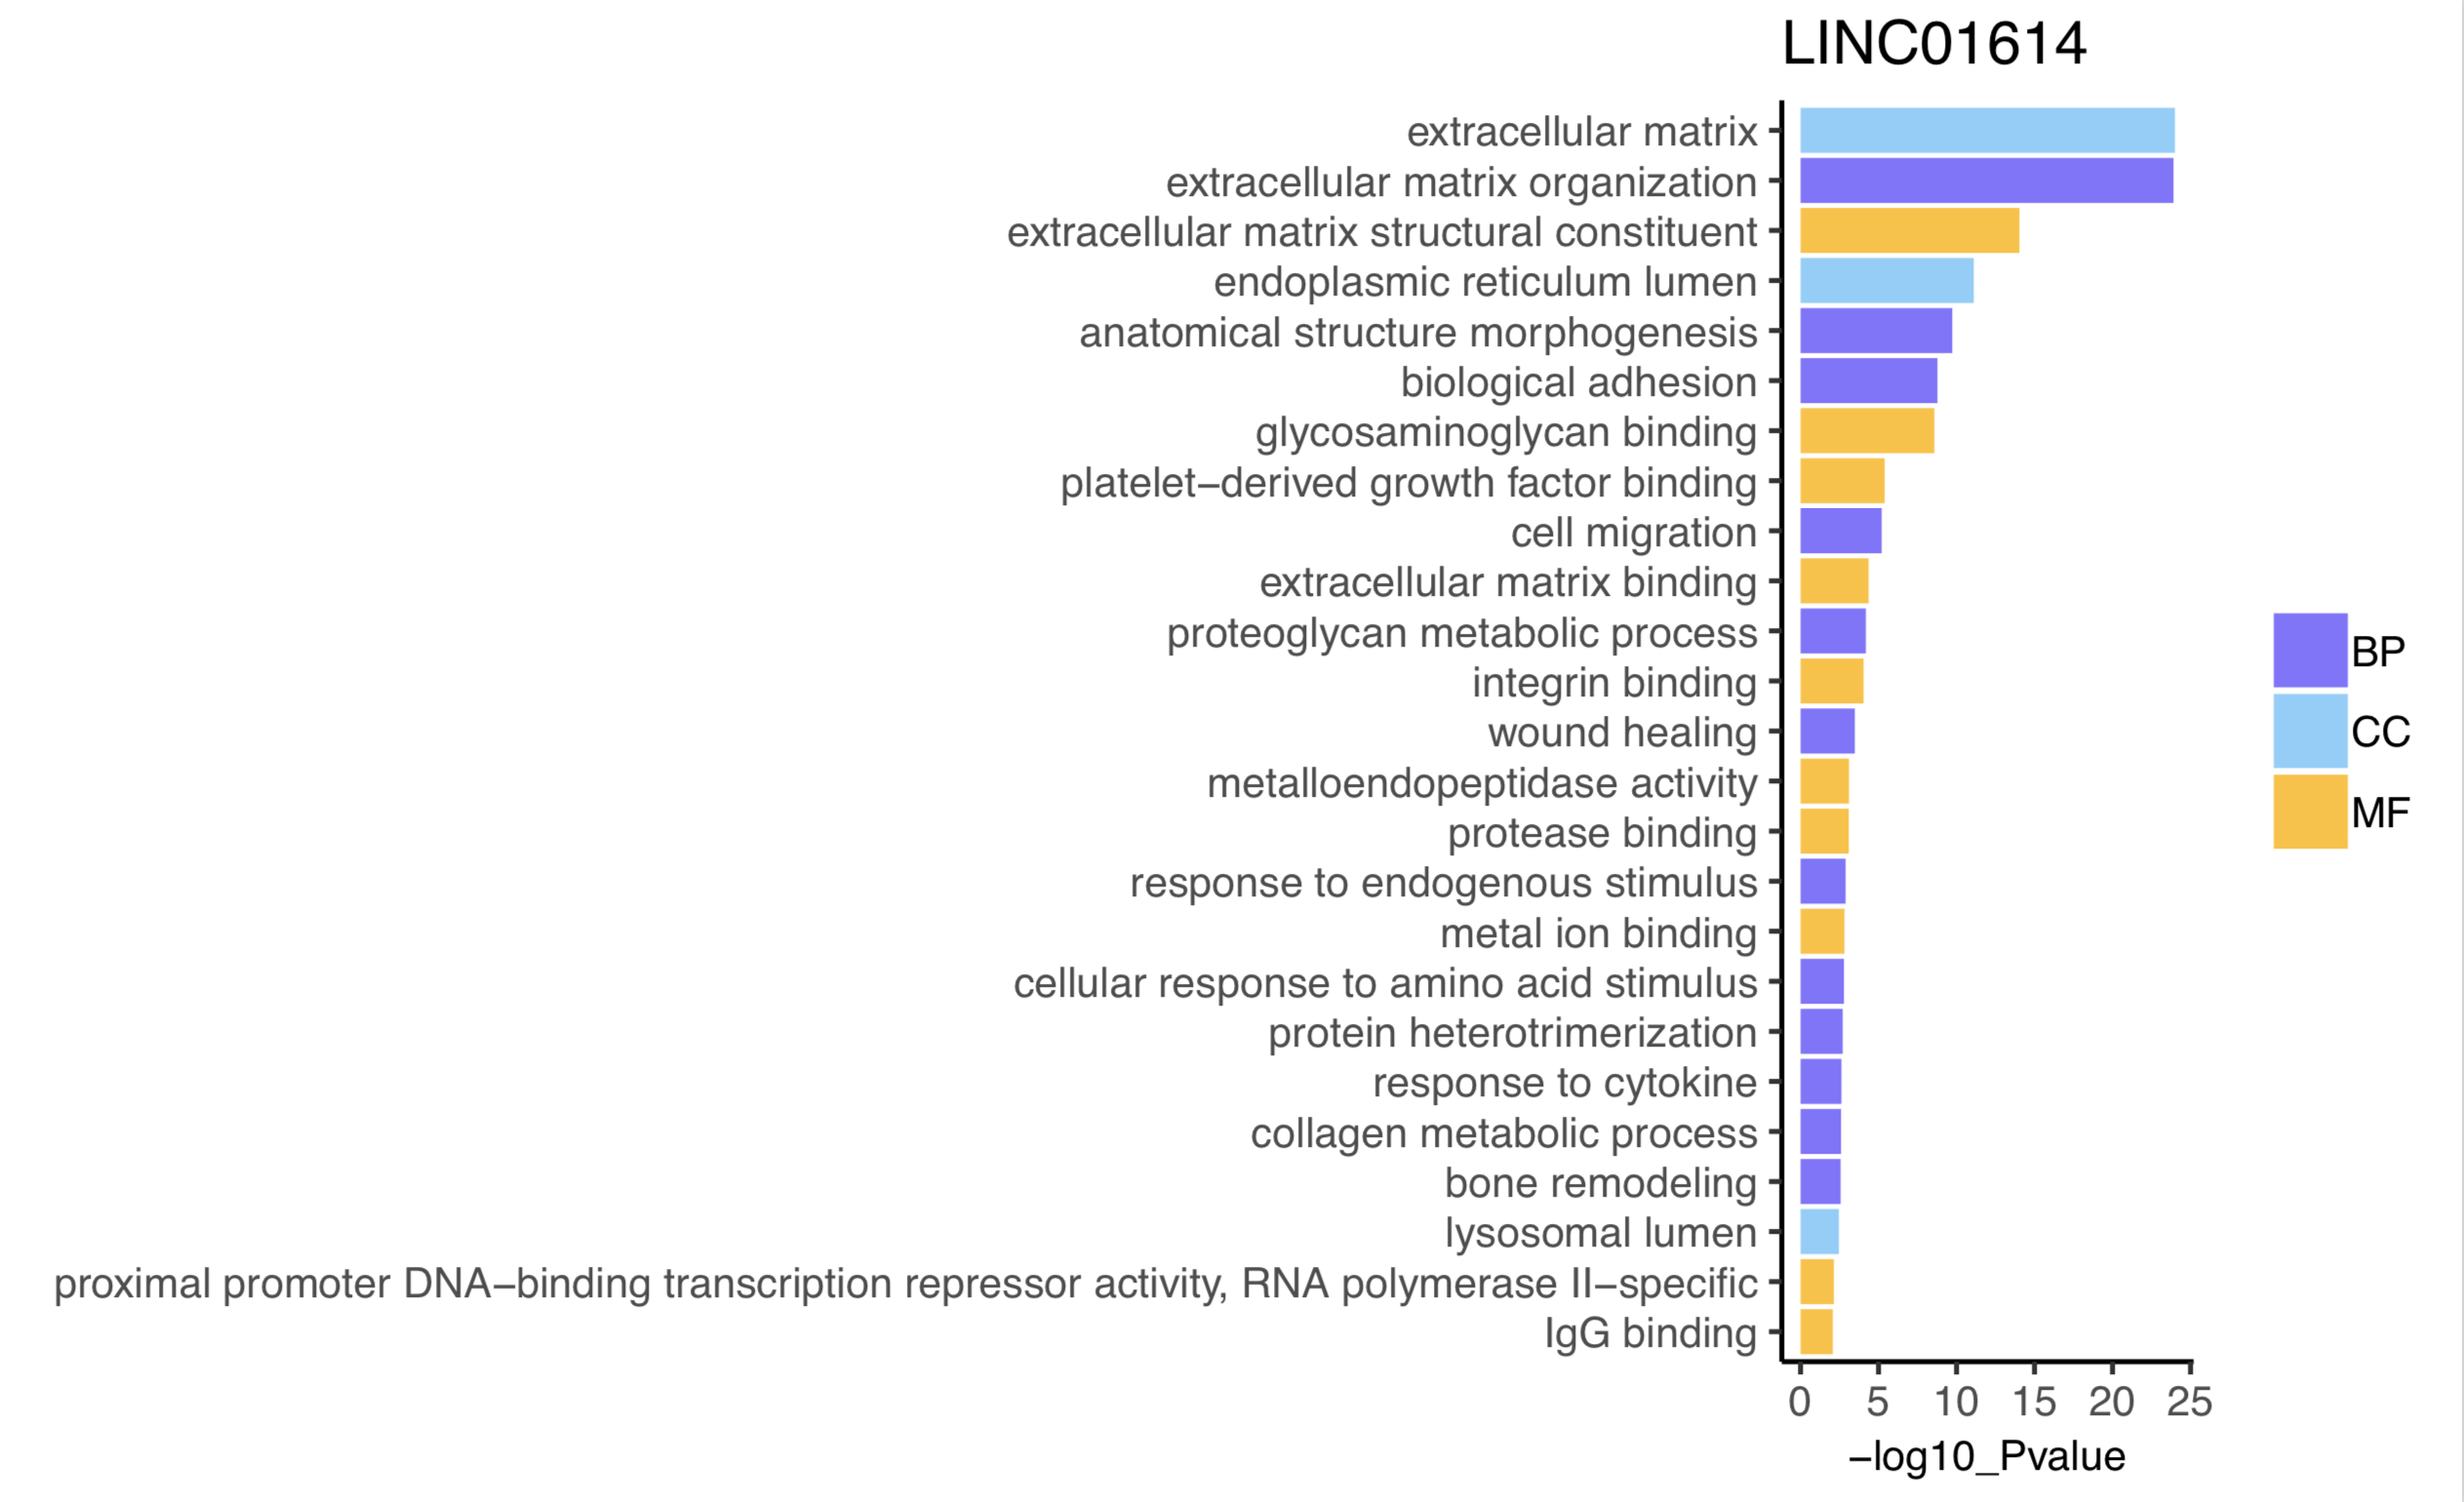 LINC01614
extracellular matrix
extracellular matrix organization
extracellular matrix structural constituent
endoplasmic reticulum lumen
anatomical structure morphogenesis
biological adhesion
glycosaminoglycan binding
platelet−derived growth factor binding
cell migration
extracellular matrix binding
proteoglycan metabolic process
integrin binding
wound healing
metalloendopeptidase activity
protease binding
response to endogenous stimulus
metal ion binding
cellular response to amino acid stimulus
protein heterotrimerization
response to cytokine
collagen metabolic process
bone remodeling
lysosomal lumen
proximal promoter DNA−binding transcription repressor activity, RNA polymerase II−specific
IgG binding
0 5 10 15 20 25
−log10_Pvalue
BP
CC
MF